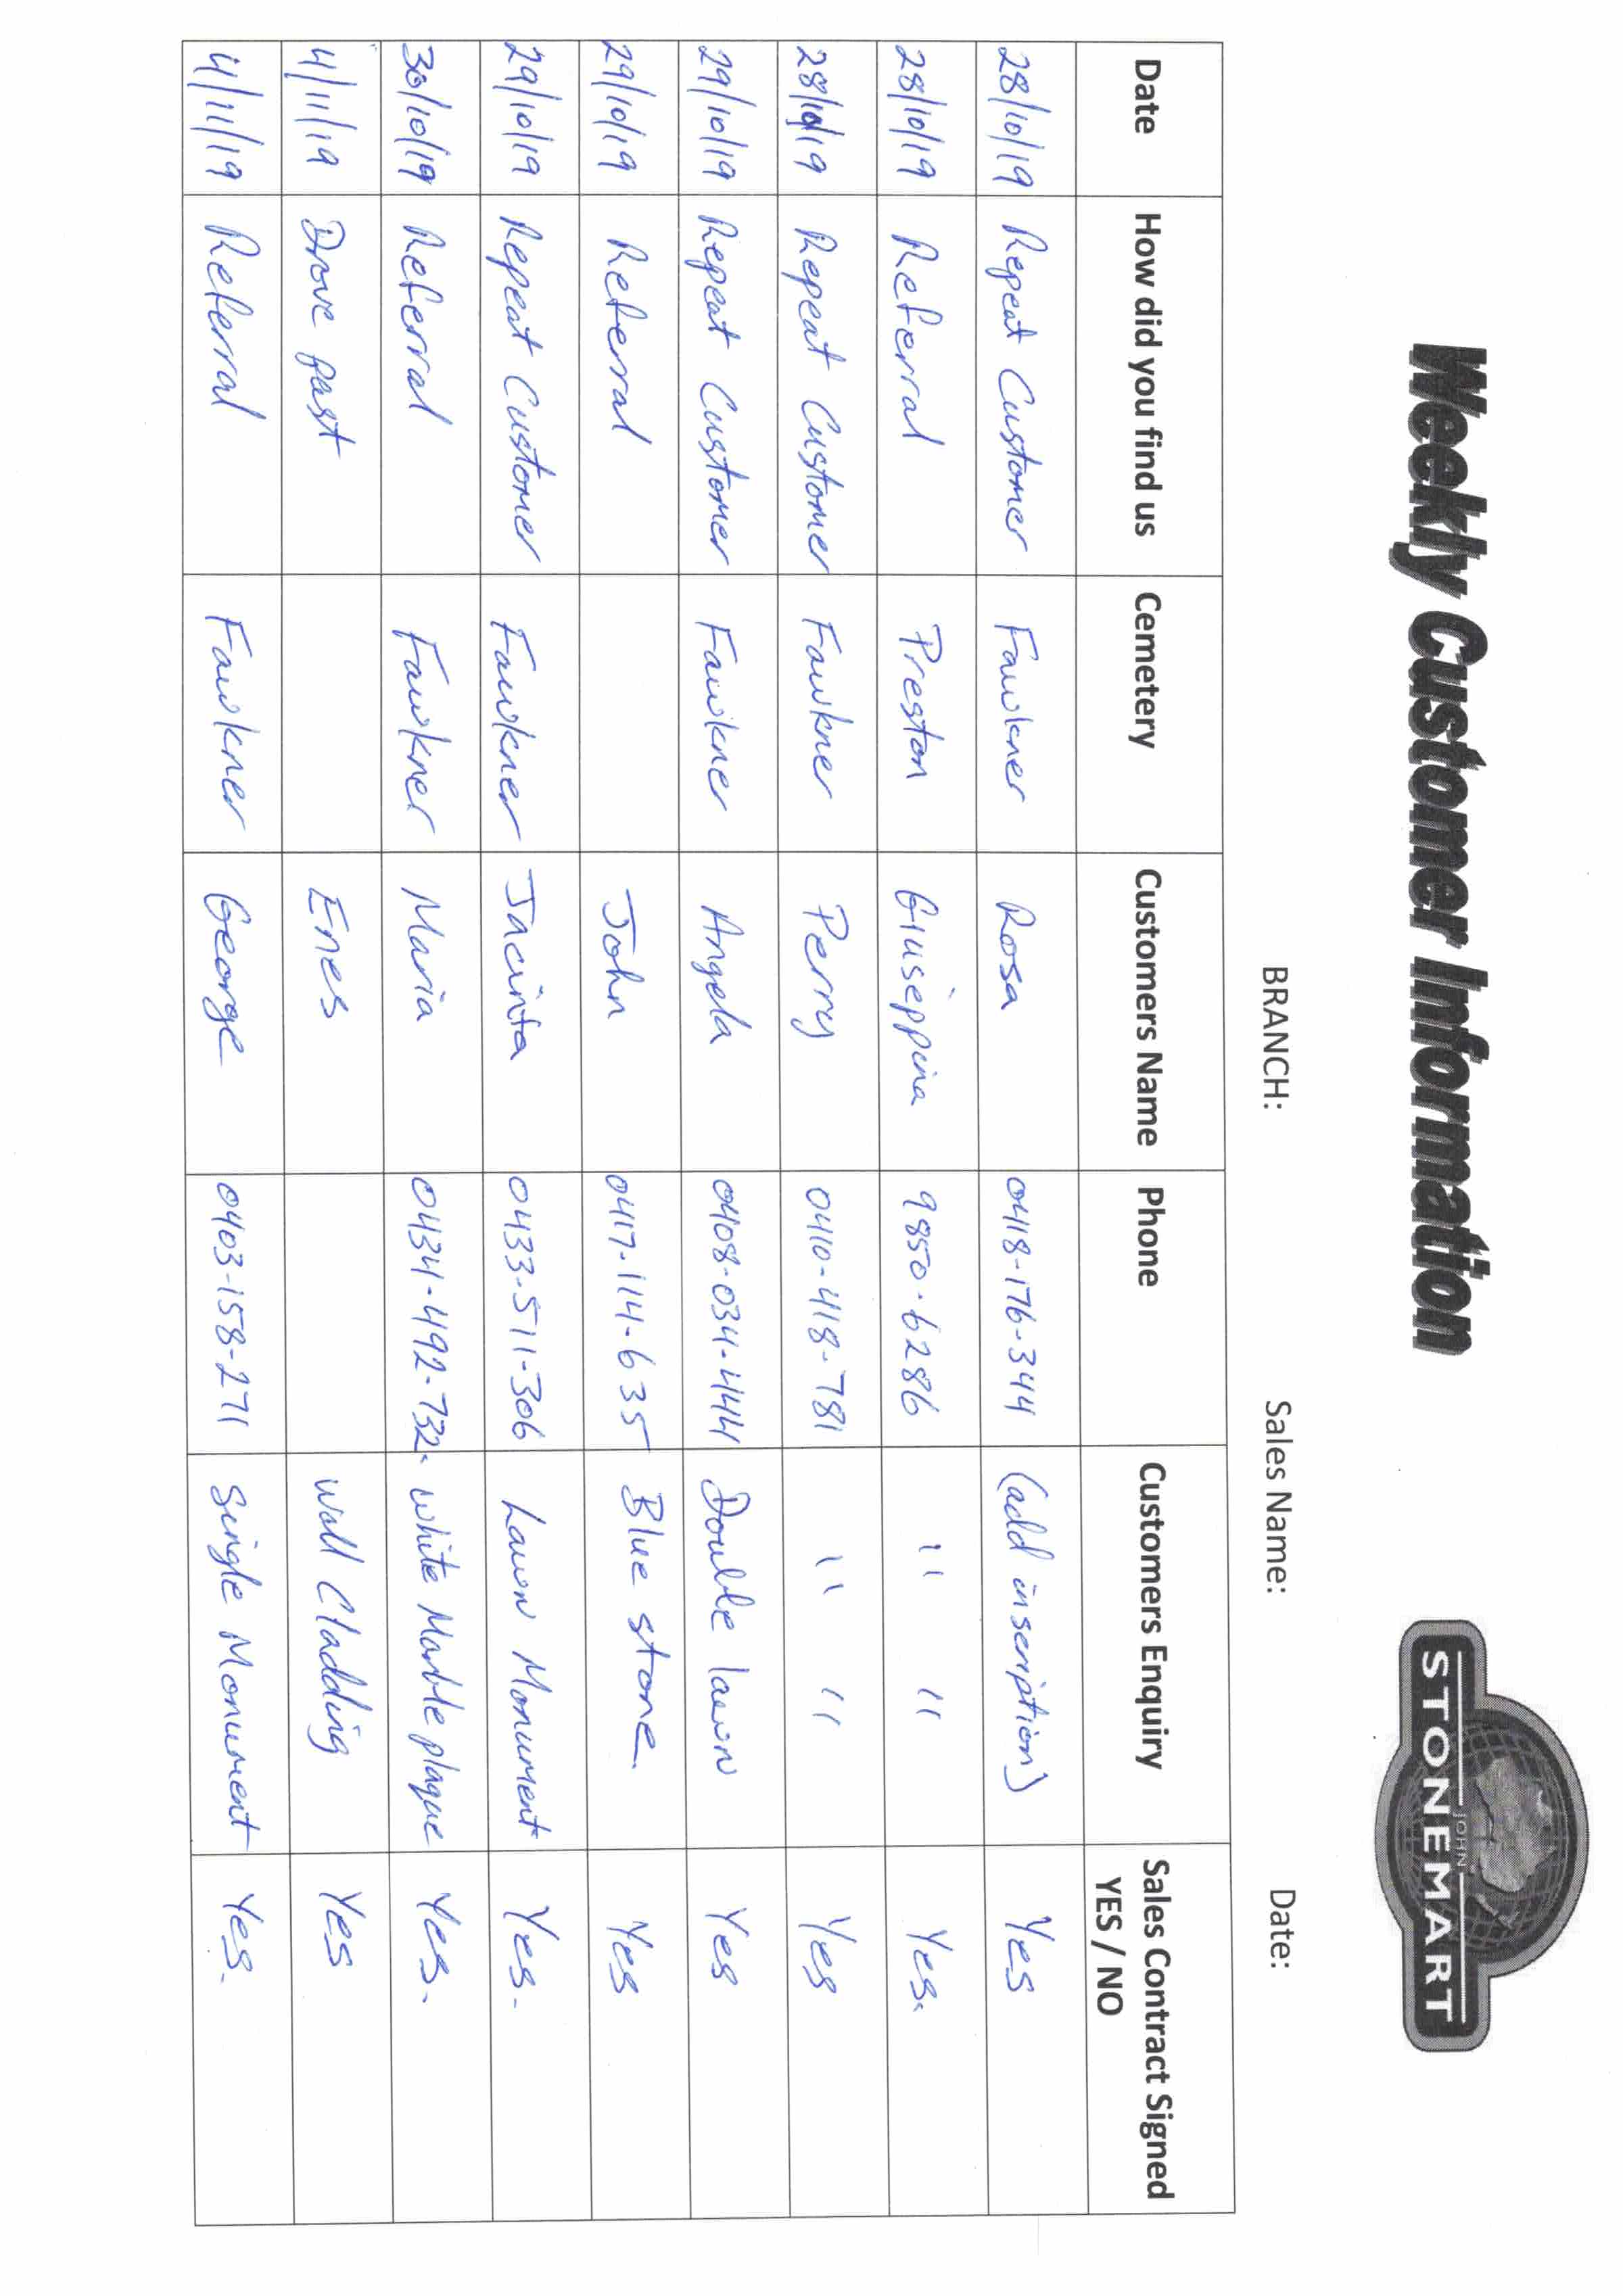 Weekly Customer Information
JOHN
STONEMART
BRANCH: Sales Name: Date:
Date How did you find us Cemetery Customers Name Phone Customers Enquiry Sales Contract Signed
YES / NO
28/10/19 Repeat Customer Fawkner Rosa 0418-176-344 (add inscription) Yes
28/10/19 Referral Preston Giuseppina 9850-6286 " " Yes.
28/10/19 Repeat Customer Fawkner Perry 0410-418-781 " " Yes
29/10/19 Repeat Customer Fawkner Angela 0408-034-444 Double lawn Yes
29/10/19 Referral John 0417-114-635 Blue stone. Yes
29/10/19 Repeat Customer Fawkner Jacinta 0433-511-306 Lawn Monument Yes.
30/10/19 Referral Fawkner Maria 0434-492-732. White Marble plaque Yes.
4/11/19 Drove past Enes Wall Cladding Yes
4/11/19 Referral Fawkner George 0403-158-271 Single Monument Yes.